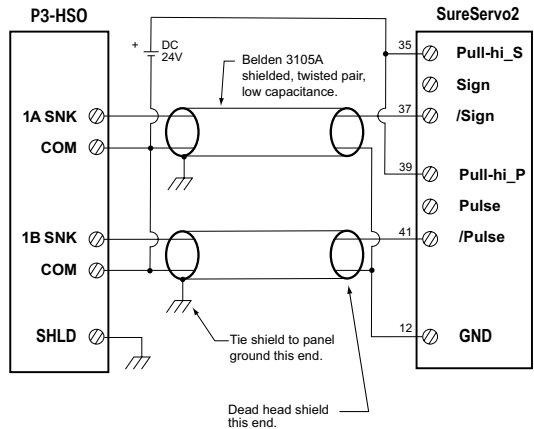 P3-HSO
SureServo2
+
DC
24V
35
Pull-hi_S
Belden 3105A
shielded, twisted pair,
low capacitance.
Sign
1A SNK
37
/Sign
COM
39
Pull-hi_P
Pulse
1B SNK
41
/Pulse
COM
SHLD
12
GND
Tie shield to panel
ground this end.
Dead head shield
this end.